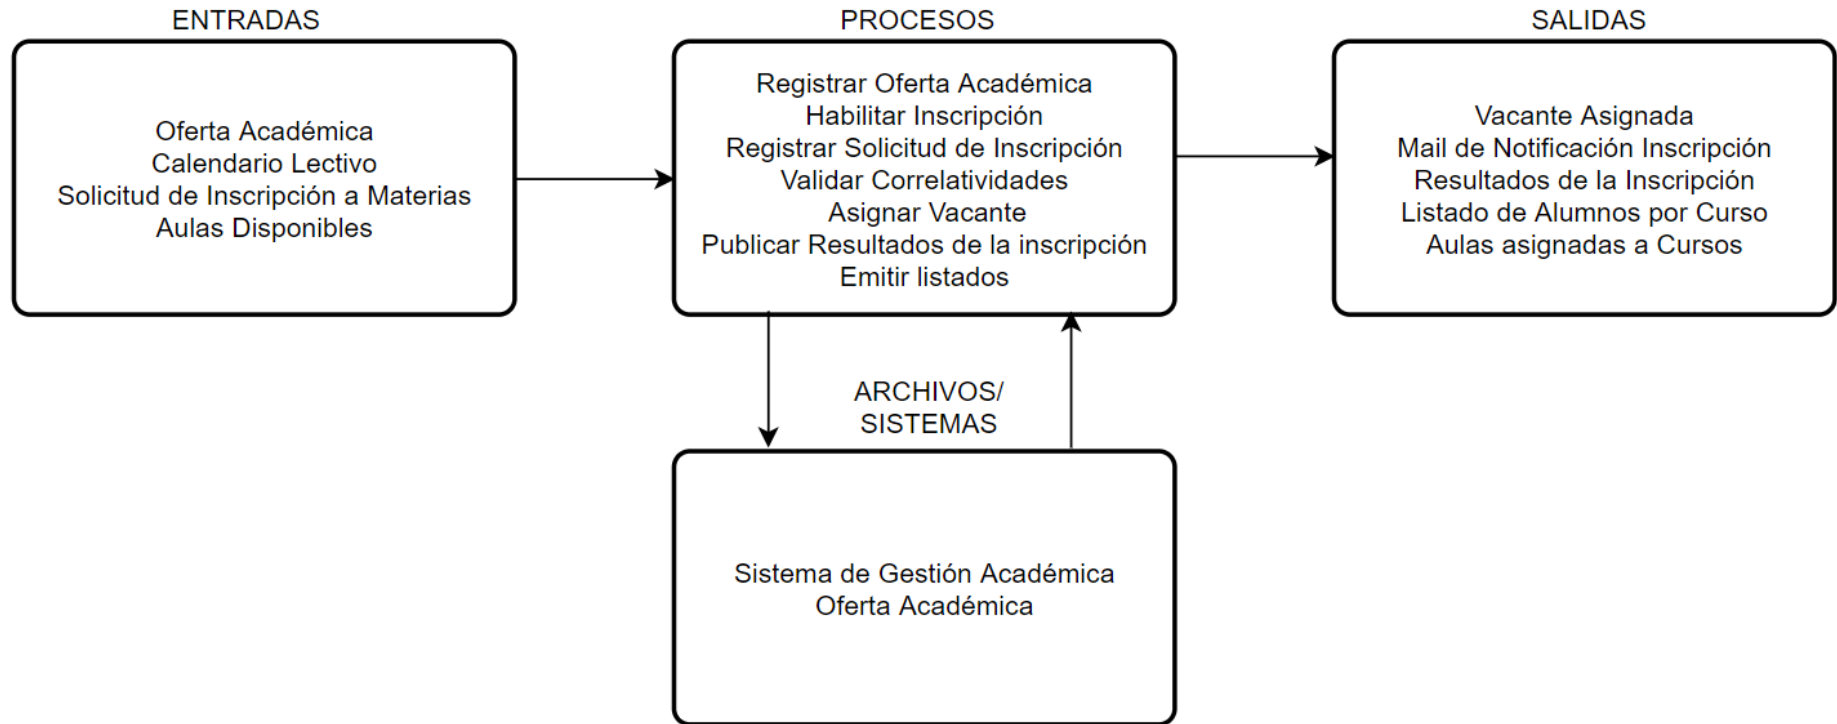 ENTRADAS
Oferta Académica
Calendario Lectivo
Solicitud de Inscripción a Materias
Aulas Disponibles
PROCESOS
Registrar Oferta Académica
Habilitar Inscripción
Registrar Solicitud de Inscripción
Validar Correlatividades
Asignar Vacante
Publicar Resultados de la inscripción
Emitir listados
SALIDAS
Vacante Asignada
Mail de Notificación Inscripción
Resultados de la Inscripción
Listado de Alumnos por Curso
Aulas asignadas a Cursos
ARCHIVOS/
SISTEMAS
Sistema de Gestión Académica
Oferta Académica